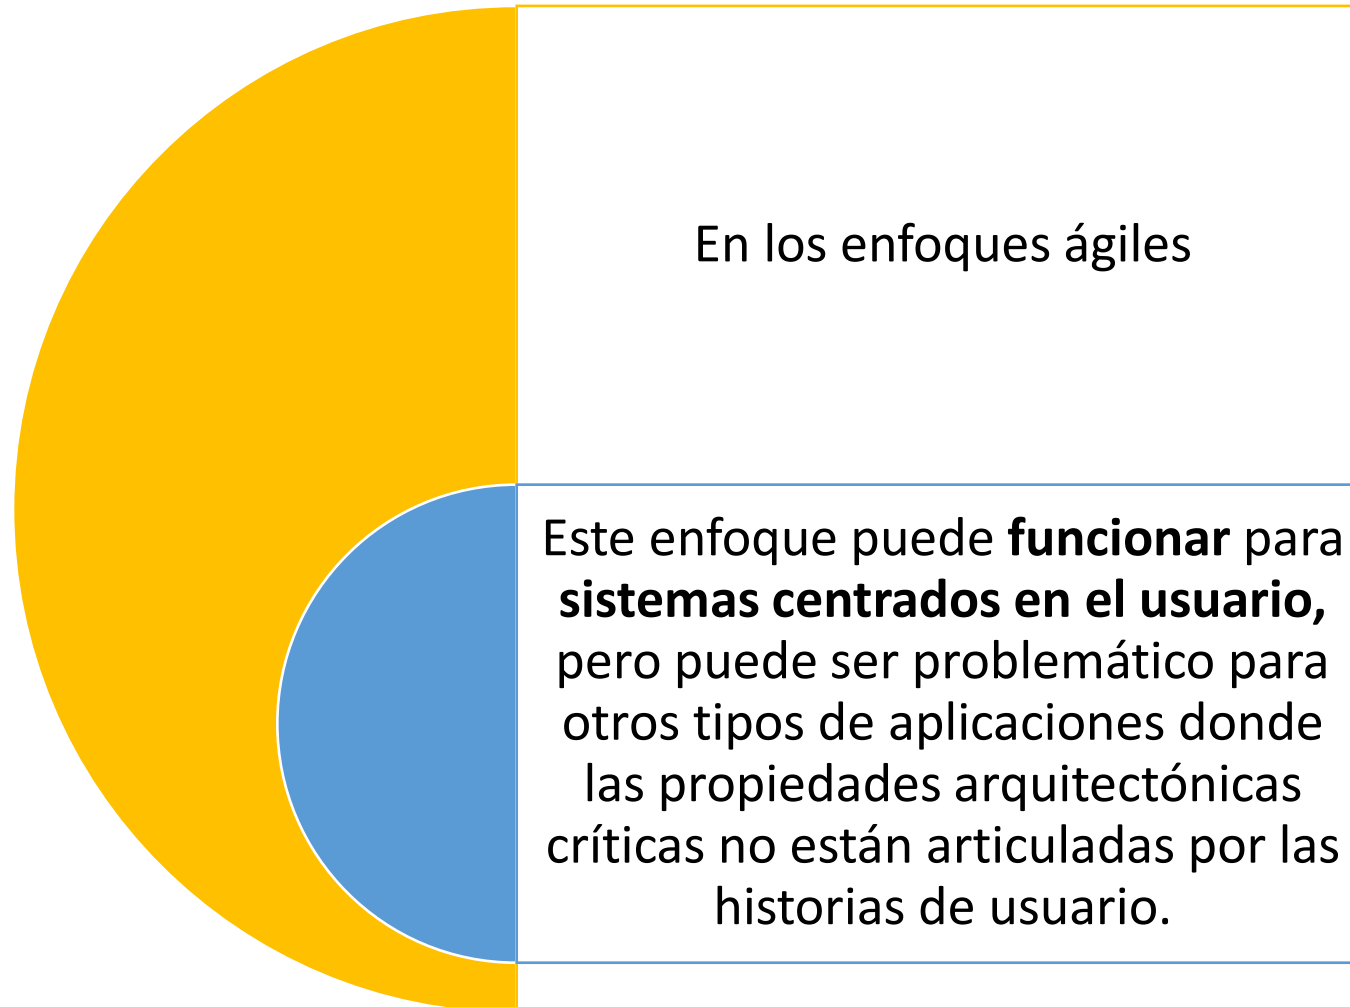 En los enfoques ágiles
Este enfoque puede funcionar para
sistemas centrados en el usuario,
pero puede ser problemático para
otros tipos de aplicaciones donde
las propiedades arquitectónicas
críticas no están articuladas por las
historias de usuario.